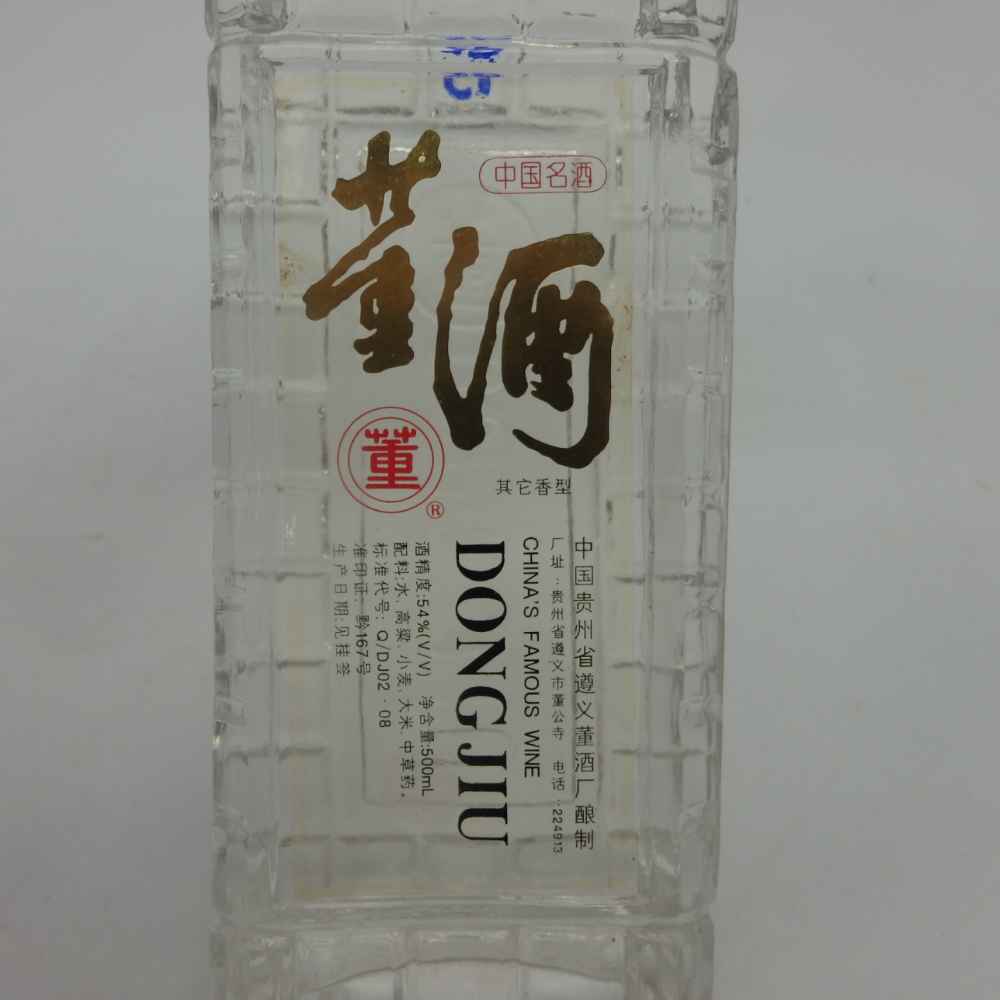 中国名酒
董酒
董
®
其它香型
DONGJIU
CHINA'S FAMOUS WINE
中国贵州省遵义董酒厂酿制
厂址:贵州省遵义市董公寺 电话:224913
酒精度:54%(V/V) 净含量:500mL
配料:水、高粱、小麦、大米、中草药。
标准代号: Q/DJ02·08
准印证: 黔167号
生产日期:见挂签